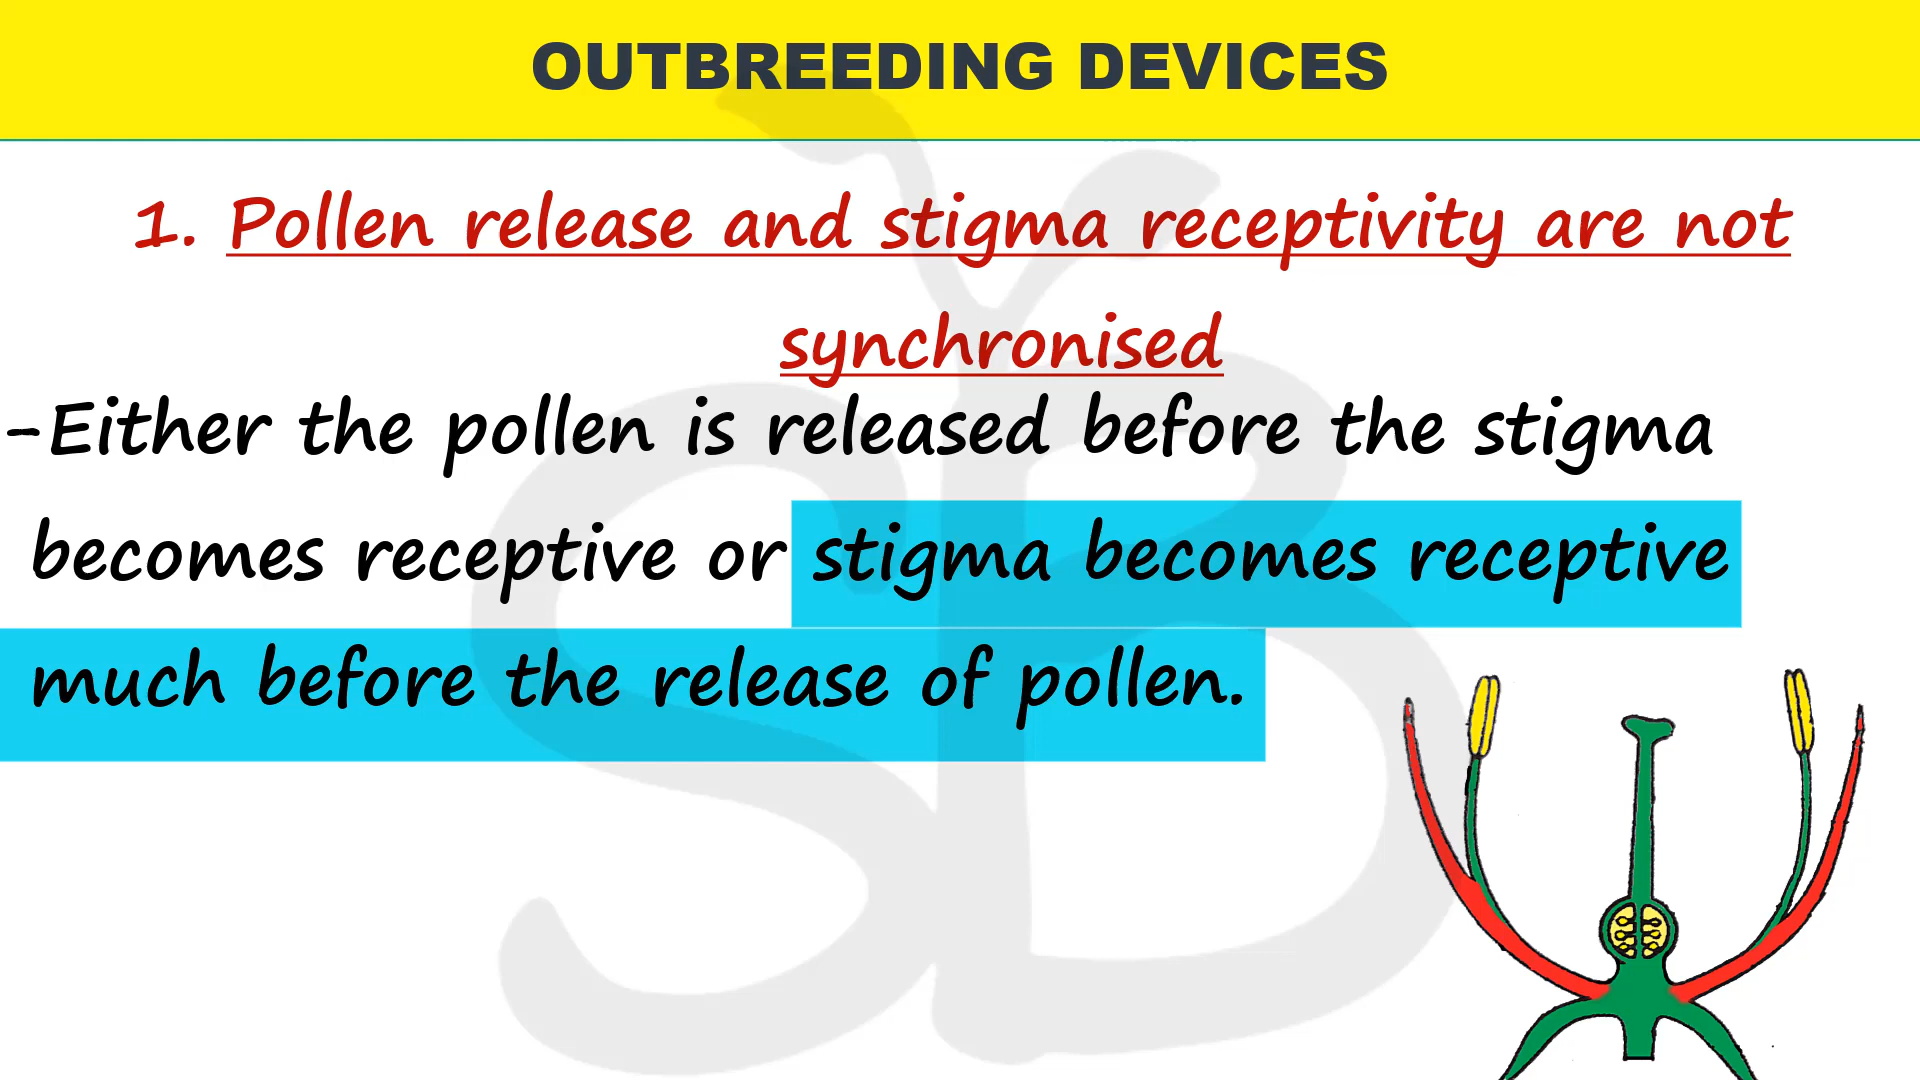 OUTBREEDING DEVICES
1. Pollen release and stigma receptivity are not
synchronised
-Either the pollen is released before the stigma
becomes receptive or stigma becomes receptive
much before the release of pollen.
SB